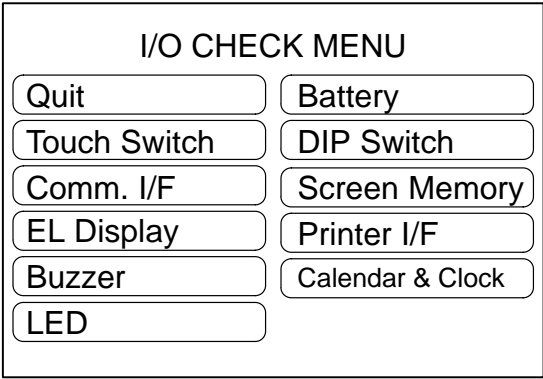 I/O CHECK MENU
Quit
Battery
Touch Switch
DIP Switch
Comm. I/F
Screen Memory
EL Display
Printer I/F
Buzzer
Calendar & Clock
LED